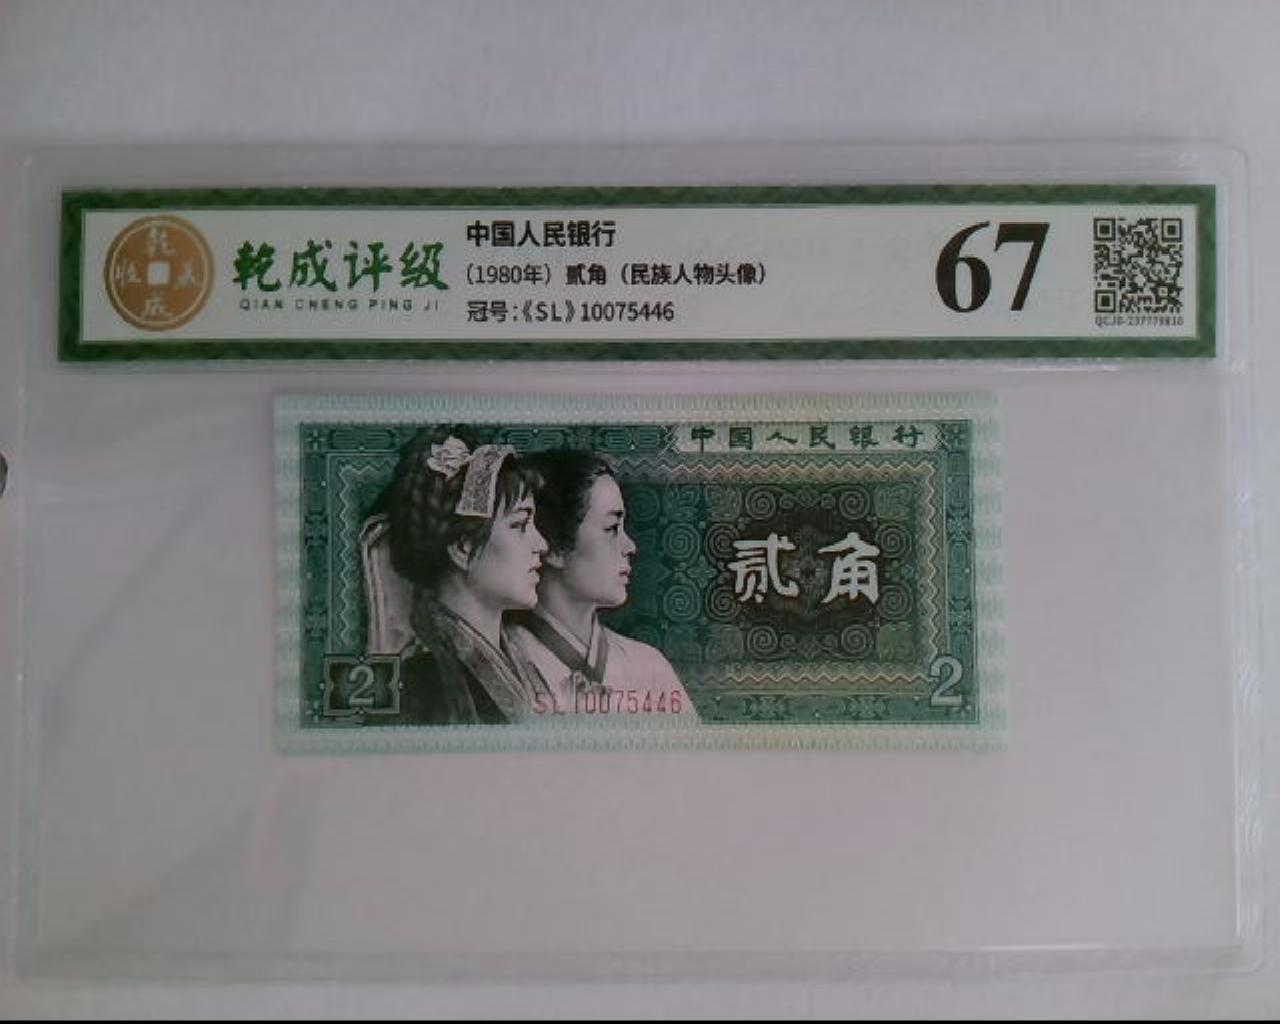 乾成评级
QIAN CHENG PING JI
中国人民银行
(1980年) 贰角 (民族人物头像)
冠号:《SL》10075446
67
中国人民银行
贰角
2
2
SL10075446